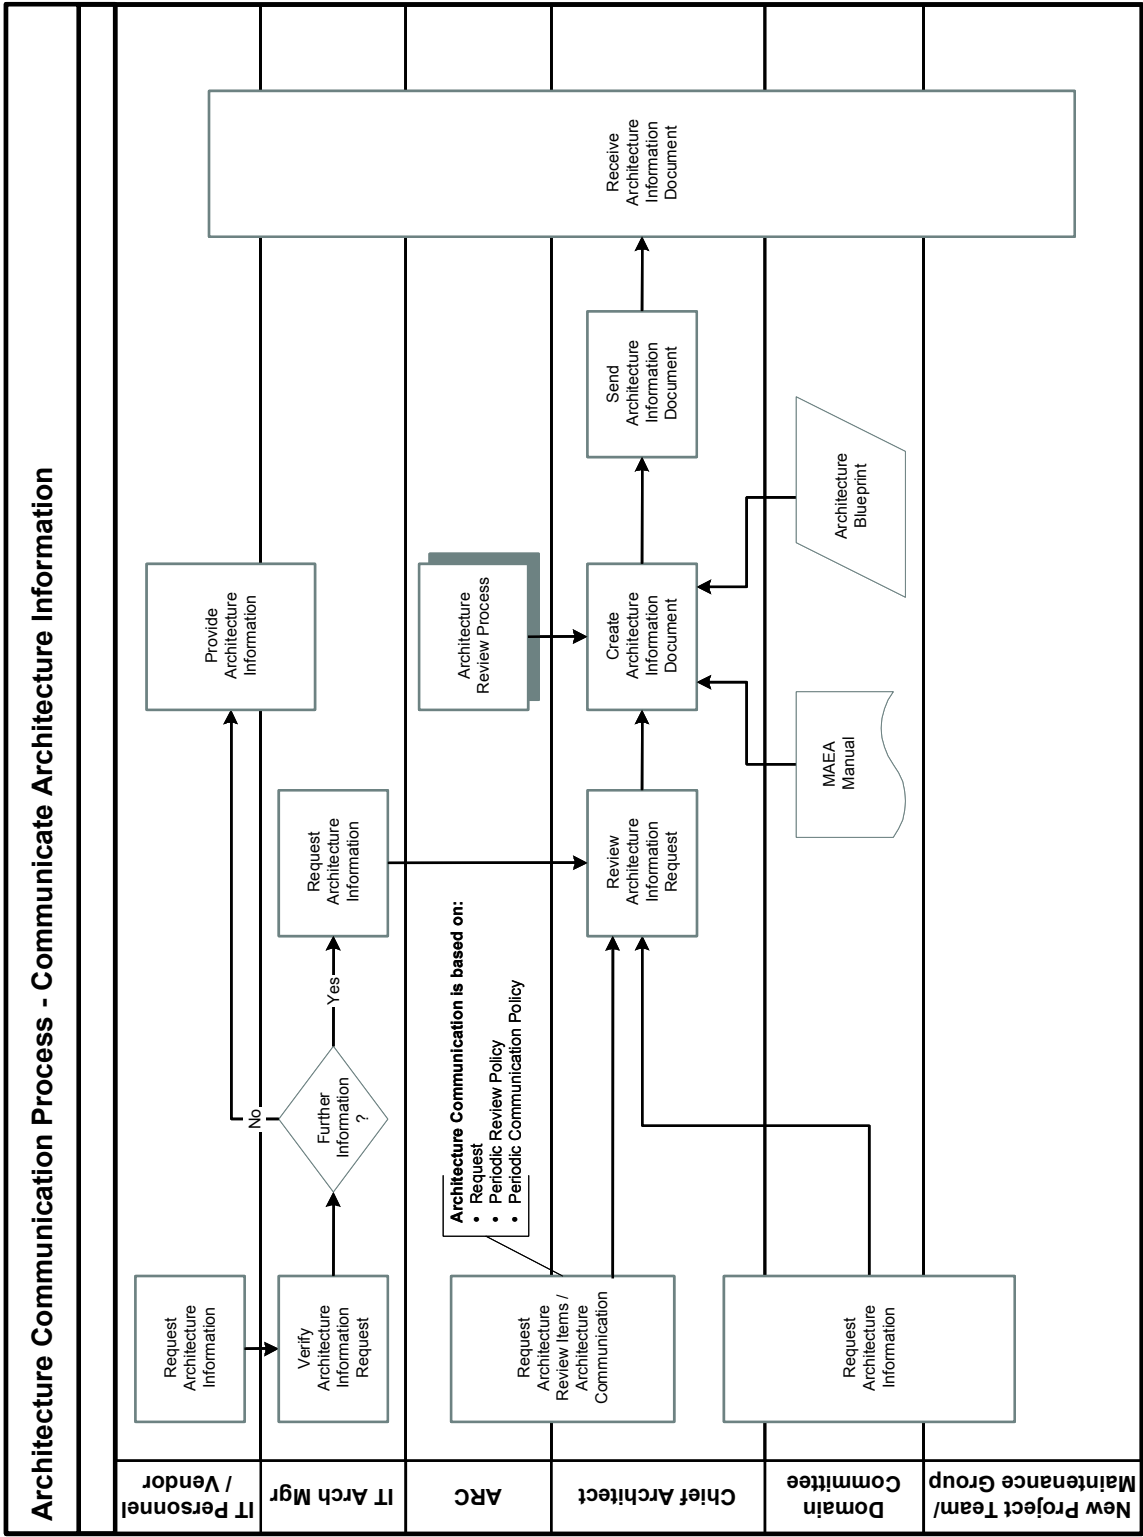 Architecture Communication Process - Communicate Architecture Information
IT Personnel
/ Vendor
Request
Architecture
Information
No
Provide
Architecture
Information
IT Arch Mgr
Verify
Architecture
Information
Request
Further
Information
?
Yes
Request
Architecture
Information
ARC
Architecture Communication is based on:
• Request
• Periodic Review Policy
• Periodic Communication Policy
Architecture
Review Process
Chief Architect
Request
Architecture
Review Items /
Architecture
Communication
Review
Architecture
Information
Request
Create
Architecture
Information
Document
Send
Architecture
Information
Document
Receive
Architecture
Information
Document
Domain
Committee
Request
Architecture
Information
MAEA
Manual
Architecture
Blueprint
New Project Team/
Maintenance Group